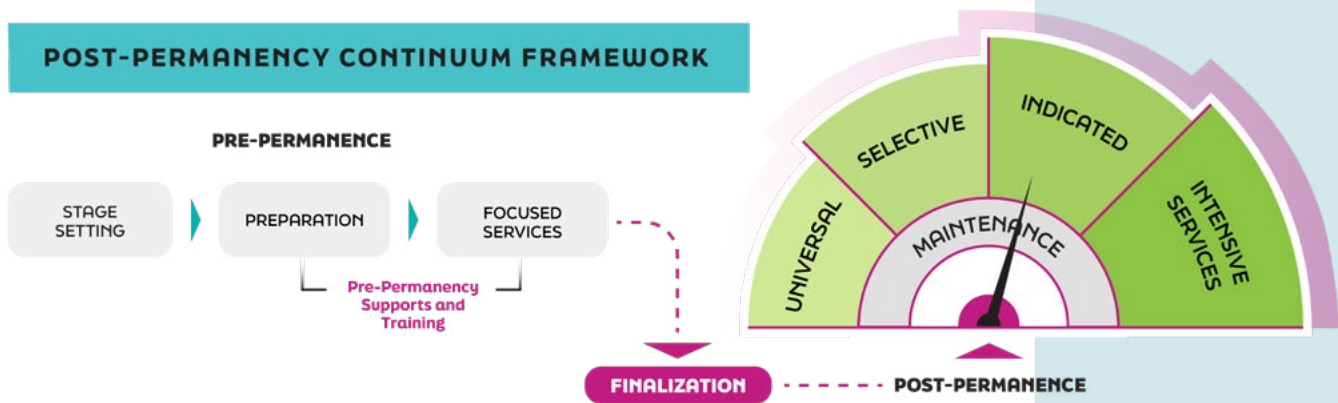 POST-PERMANENCY CONTINUUM FRAMEWORK
PRE-PERMANENCE
STAGE
SETTING
PREPARATION
FOCUSED
SERVICES
Pre-Permanency
Supports and
Training
FINALIZATION
POST-PERMANENCE
UNIVERSAL
SELECTIVE
INDICATED
INTENSIVE
SERVICES
MAINTENANCE